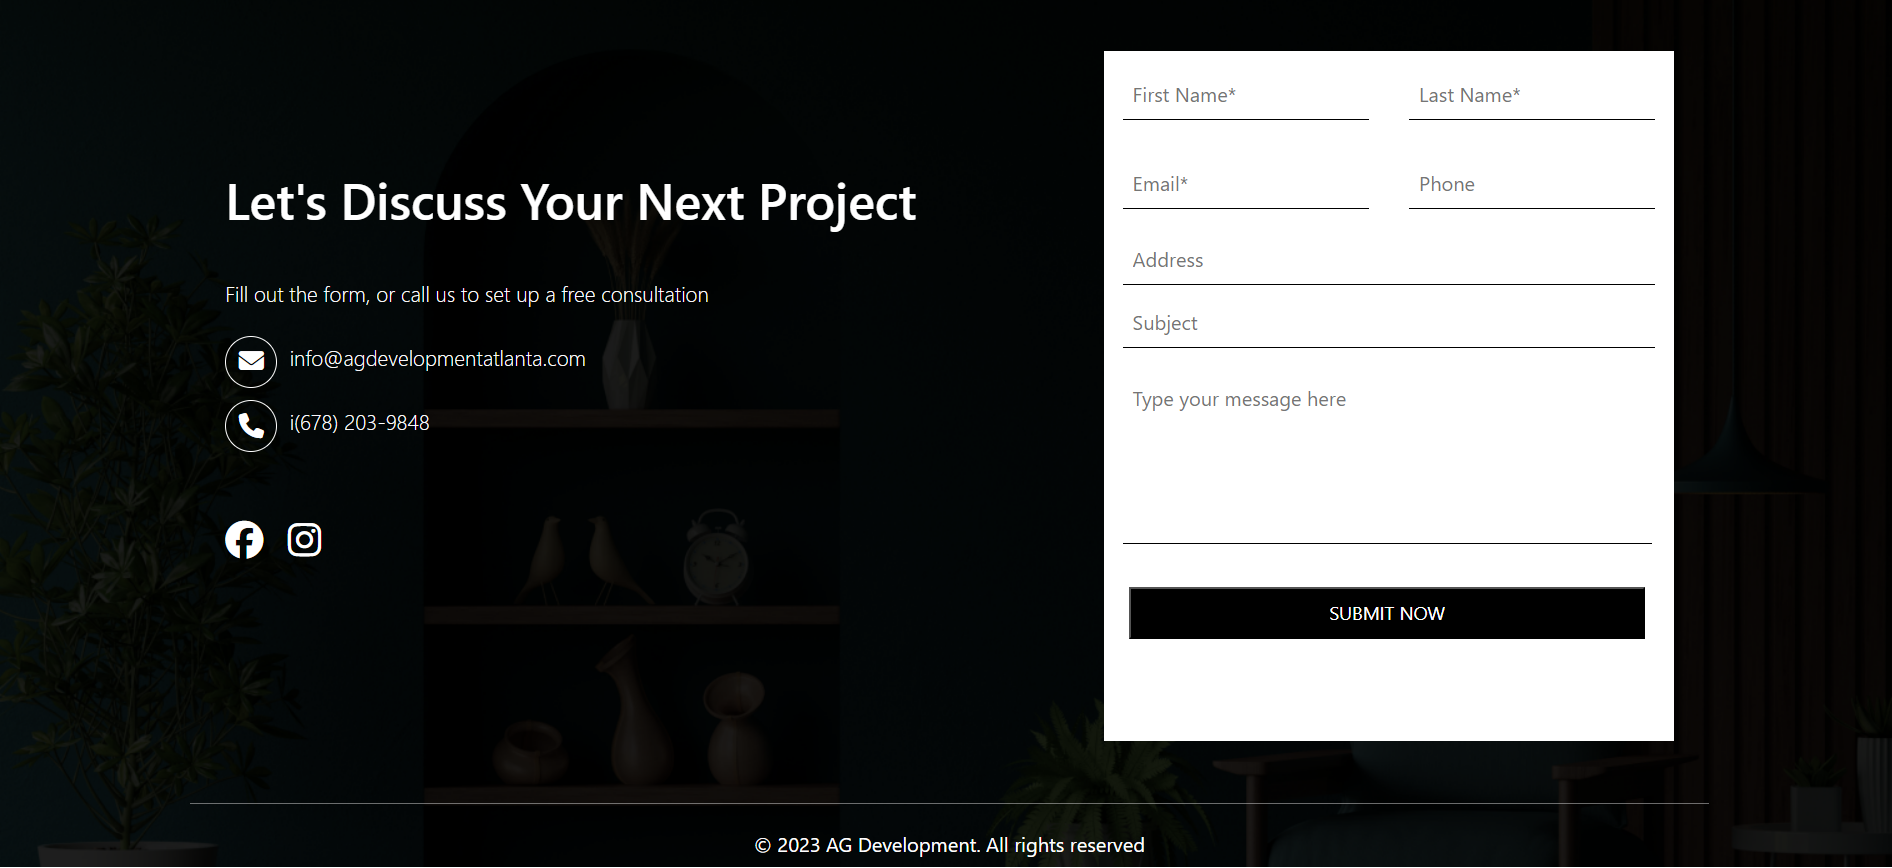 Let's Discuss Your Next Project
Fill out the form, or call us to set up a free consultation
info@agdevelopmentatlanta.com
i(678) 203-9848
First Name*
Last Name*
Email*
Phone
Address
Subject
Type your message here
SUBMIT NOW
© 2023 AG Development. All rights reserved